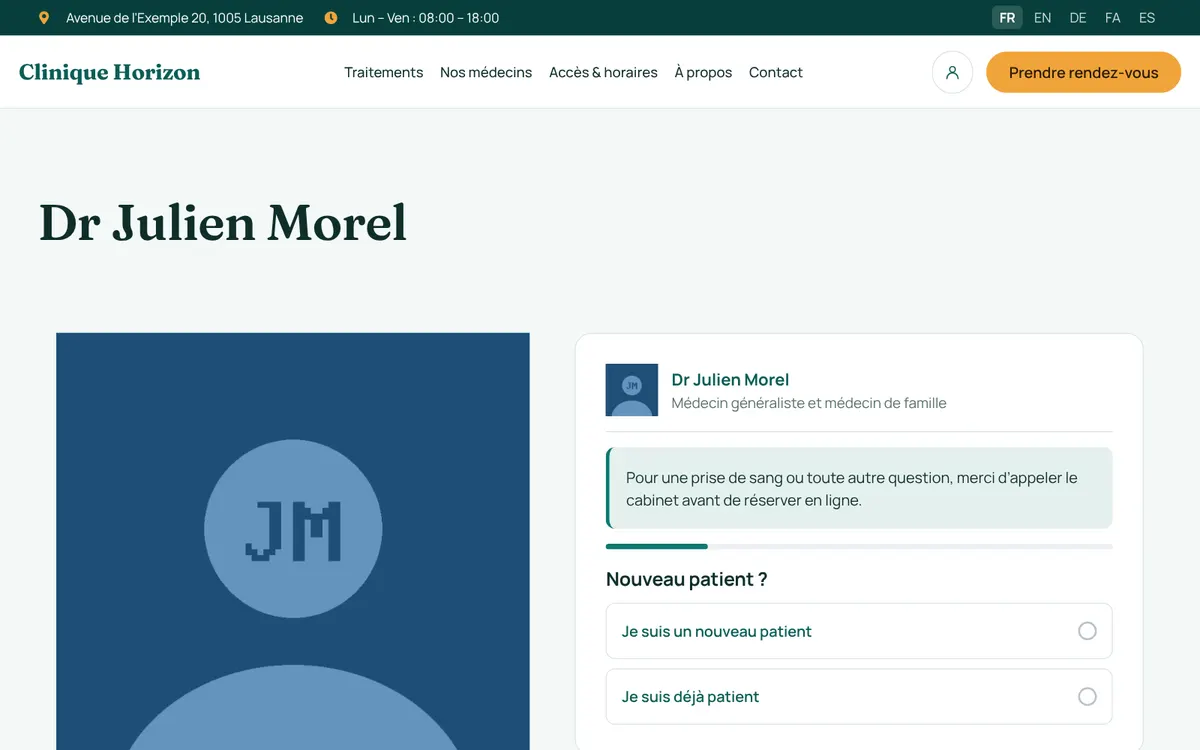 Avenue de l'Exemple 20, 1005 Lausanne
Lun – Ven : 08:00 – 18:00
FR EN DE FA ES
Clinique Horizon
Traitements Nos médecins Accès & horaires À propos Contact
Prendre rendez-vous
Dr Julien Morel
JM
JM
Dr Julien Morel
Médecin généraliste et médecin de famille
Pour une prise de sang ou toute autre question, merci d’appeler le
cabinet avant de réserver en ligne.
Nouveau patient ?
Je suis un nouveau patient
Je suis déjà patient